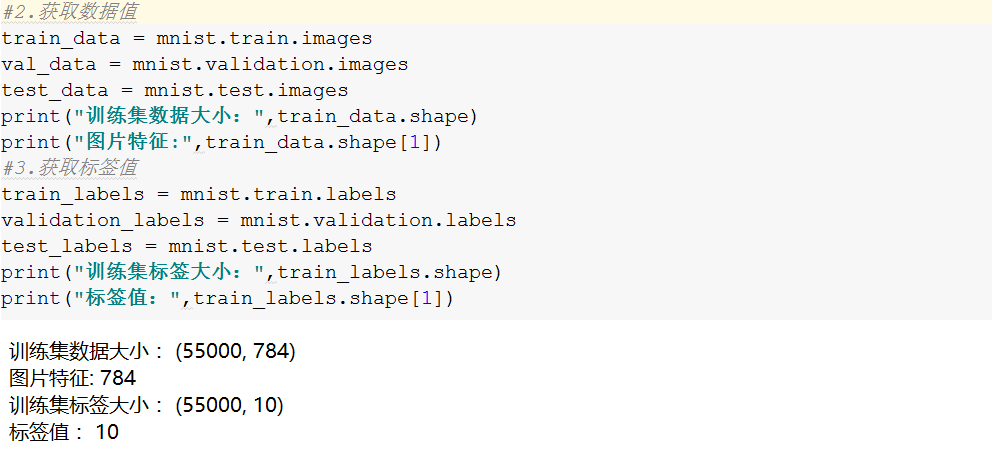 #2.获取数据值
train_data = mnist.train.images
val_data = mnist.validation.images
test_data = mnist.test.images
print("训练集数据大小：",train_data.shape)
print("图片特征:",train_data.shape[1])
#3.获取标签值
train_labels = mnist.train.labels
validation_labels = mnist.validation.labels
test_labels = mnist.test.labels
print("训练集标签大小：",train_labels.shape)
print("标签值：",train_labels.shape[1])
训练集数据大小： (55000, 784)
图片特征: 784
训练集标签大小： (55000, 10)
标签值： 10